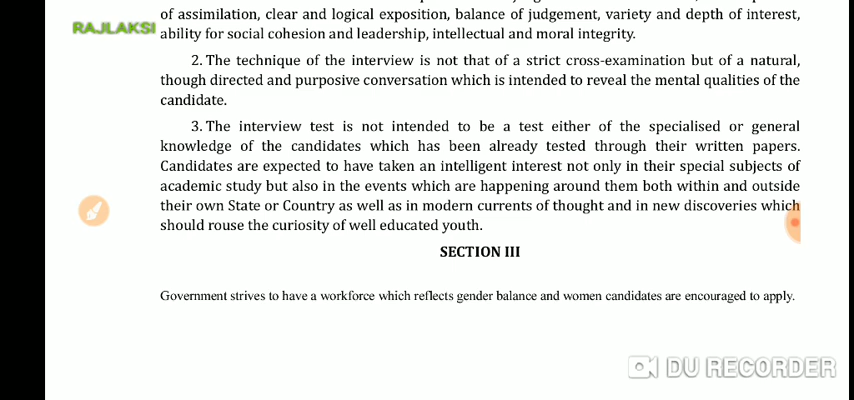 of assimilation, clear and logical exposition, balance of judgement, variety and depth of interest,
RAJLAKSI
ability for social cohesion and leadership, intellectual and moral integrity.
2. The technique of the interview is not that of a strict cross-examination but of a natural,
though directed and purposive conversation which is intended to reveal the mental qualities of the
candidate.
3. The interview test is not intended to be a test either of the specialised or general
knowledge of the candidates which has been already tested through their written papers.
Candidates are expected to have taken an intelligent interest not only in their special subjects of
academic study but also in the events which are happening around them both within and outside
their own State or Country as well as in modern currents of thought and in new discoveries which
should rouse the curiosity of well educated youth.
SECTION III
Government strives to have a workforce which reflects gender balance and women candidates are encouraged to apply.
DU RECORDER